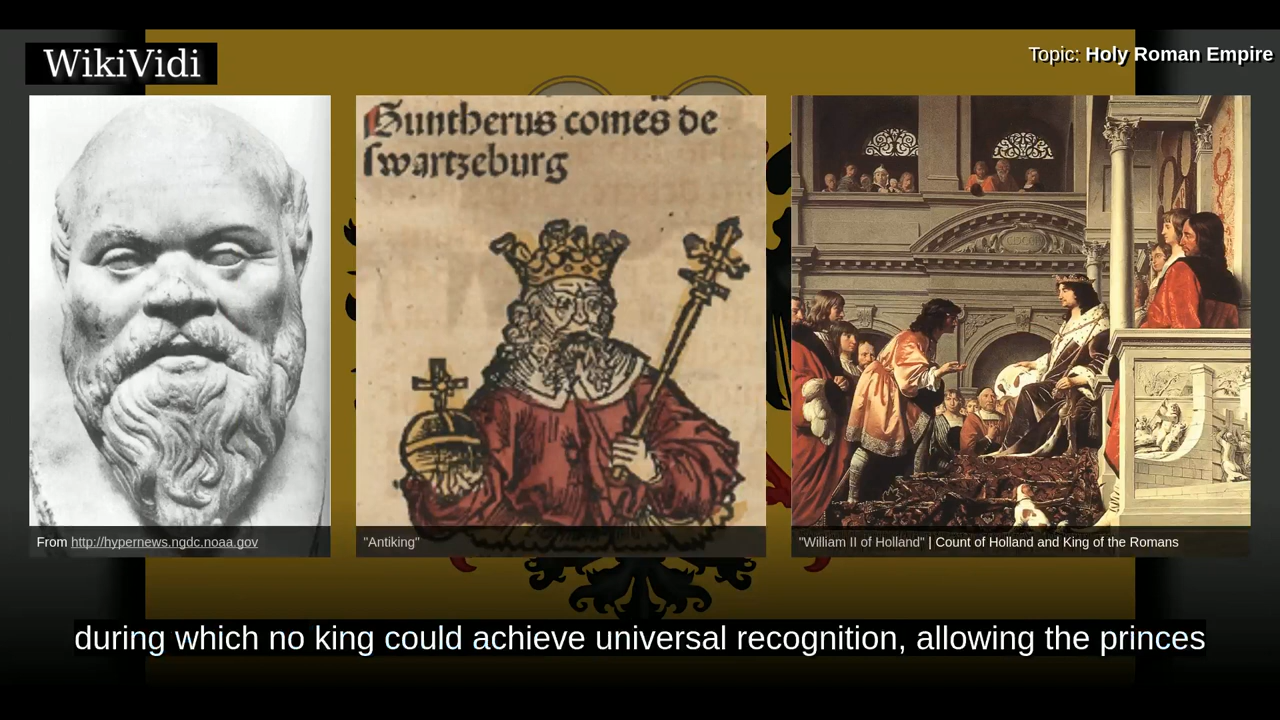 WikiVidi
Topic: Holy Roman Empire
Guntherus comes de
swartzeburg
From http://hypernews.ngdc.noaa.gov
"Antiking"
"William II of Holland" | Count of Holland and King of the Romans
during which no king could achieve universal recognition, allowing the princes